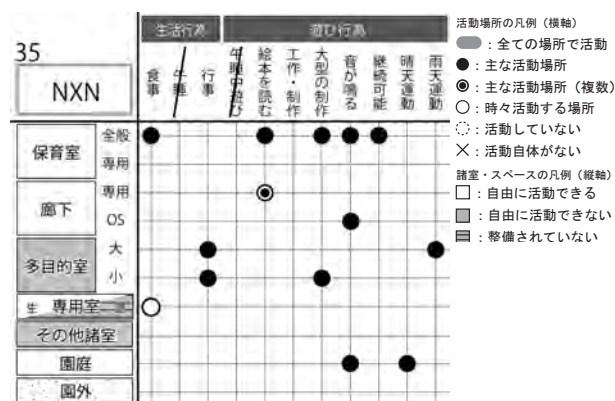 35
NXN
生活行為
遊び行為
食事
午睡
行事
午睡中遊び
絵本を読む
工作・制作
大型の制作
音が鳴る
継続可能
晴天運動
雨天運動
保育室
全般
専用
廊下
専用
OS
多目的室
大
小
生 専用室
その他諸室
園庭
園外
活動場所の凡例（横軸）
：全ての場所で活動
：主な活動場所
：主な活動場所（複数）
：時々活動する場所
：活動していない
：活動自体がない
諸室・スペースの凡例（縦軸）
：自由に活動できる
：自由に活動できない
：整備されていない